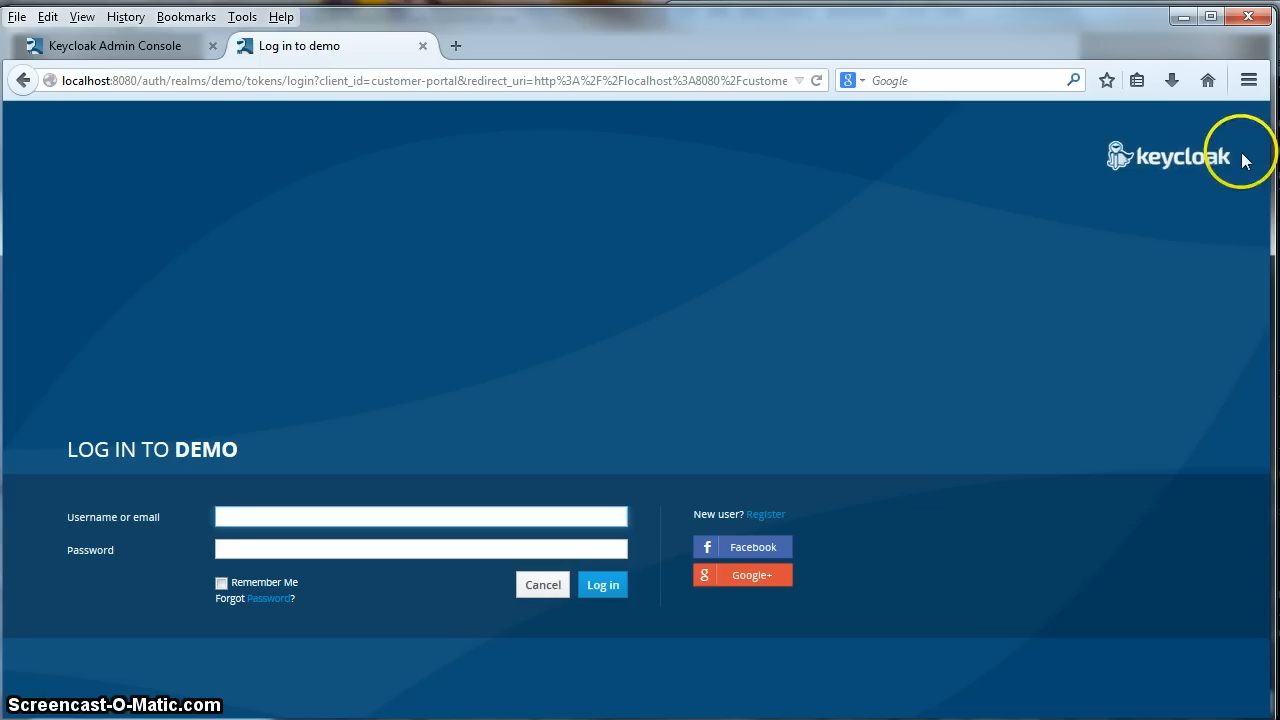 File Edit View History Bookmarks Tools Help
Keycloak Admin Console
Log in to demo
localhost:8080/auth/realms/demo/tokens/login?client_id=customer-portal&redirect_uri=http%3A%2F%2Flocalhost%3A8080%2Fcustome
Google
keycloak
LOG IN TO DEMO
Username or email
Password
Remember Me
Forgot Password?
Cancel
Log in
New user? Register
Facebook
Google+
Screencast-O-Matic.com